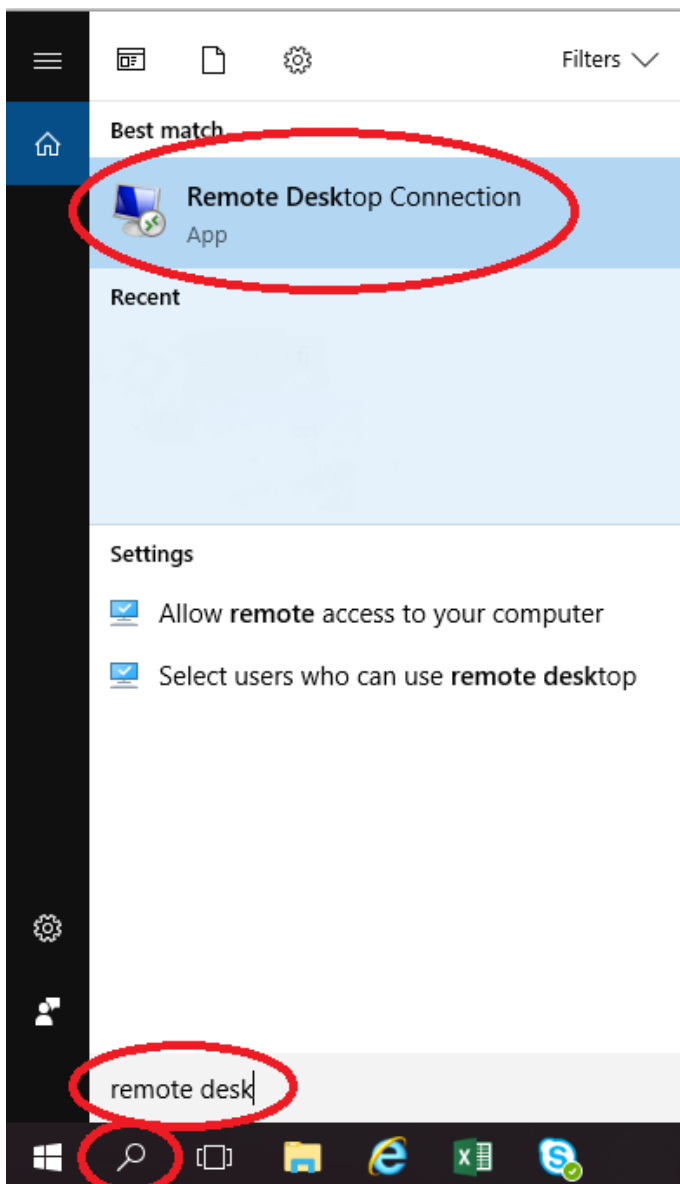 Filters
Best match
Remote Desktop Connection
App
Recent
Settings
Allow remote access to your computer
Select users who can use remote desktop
remote desk